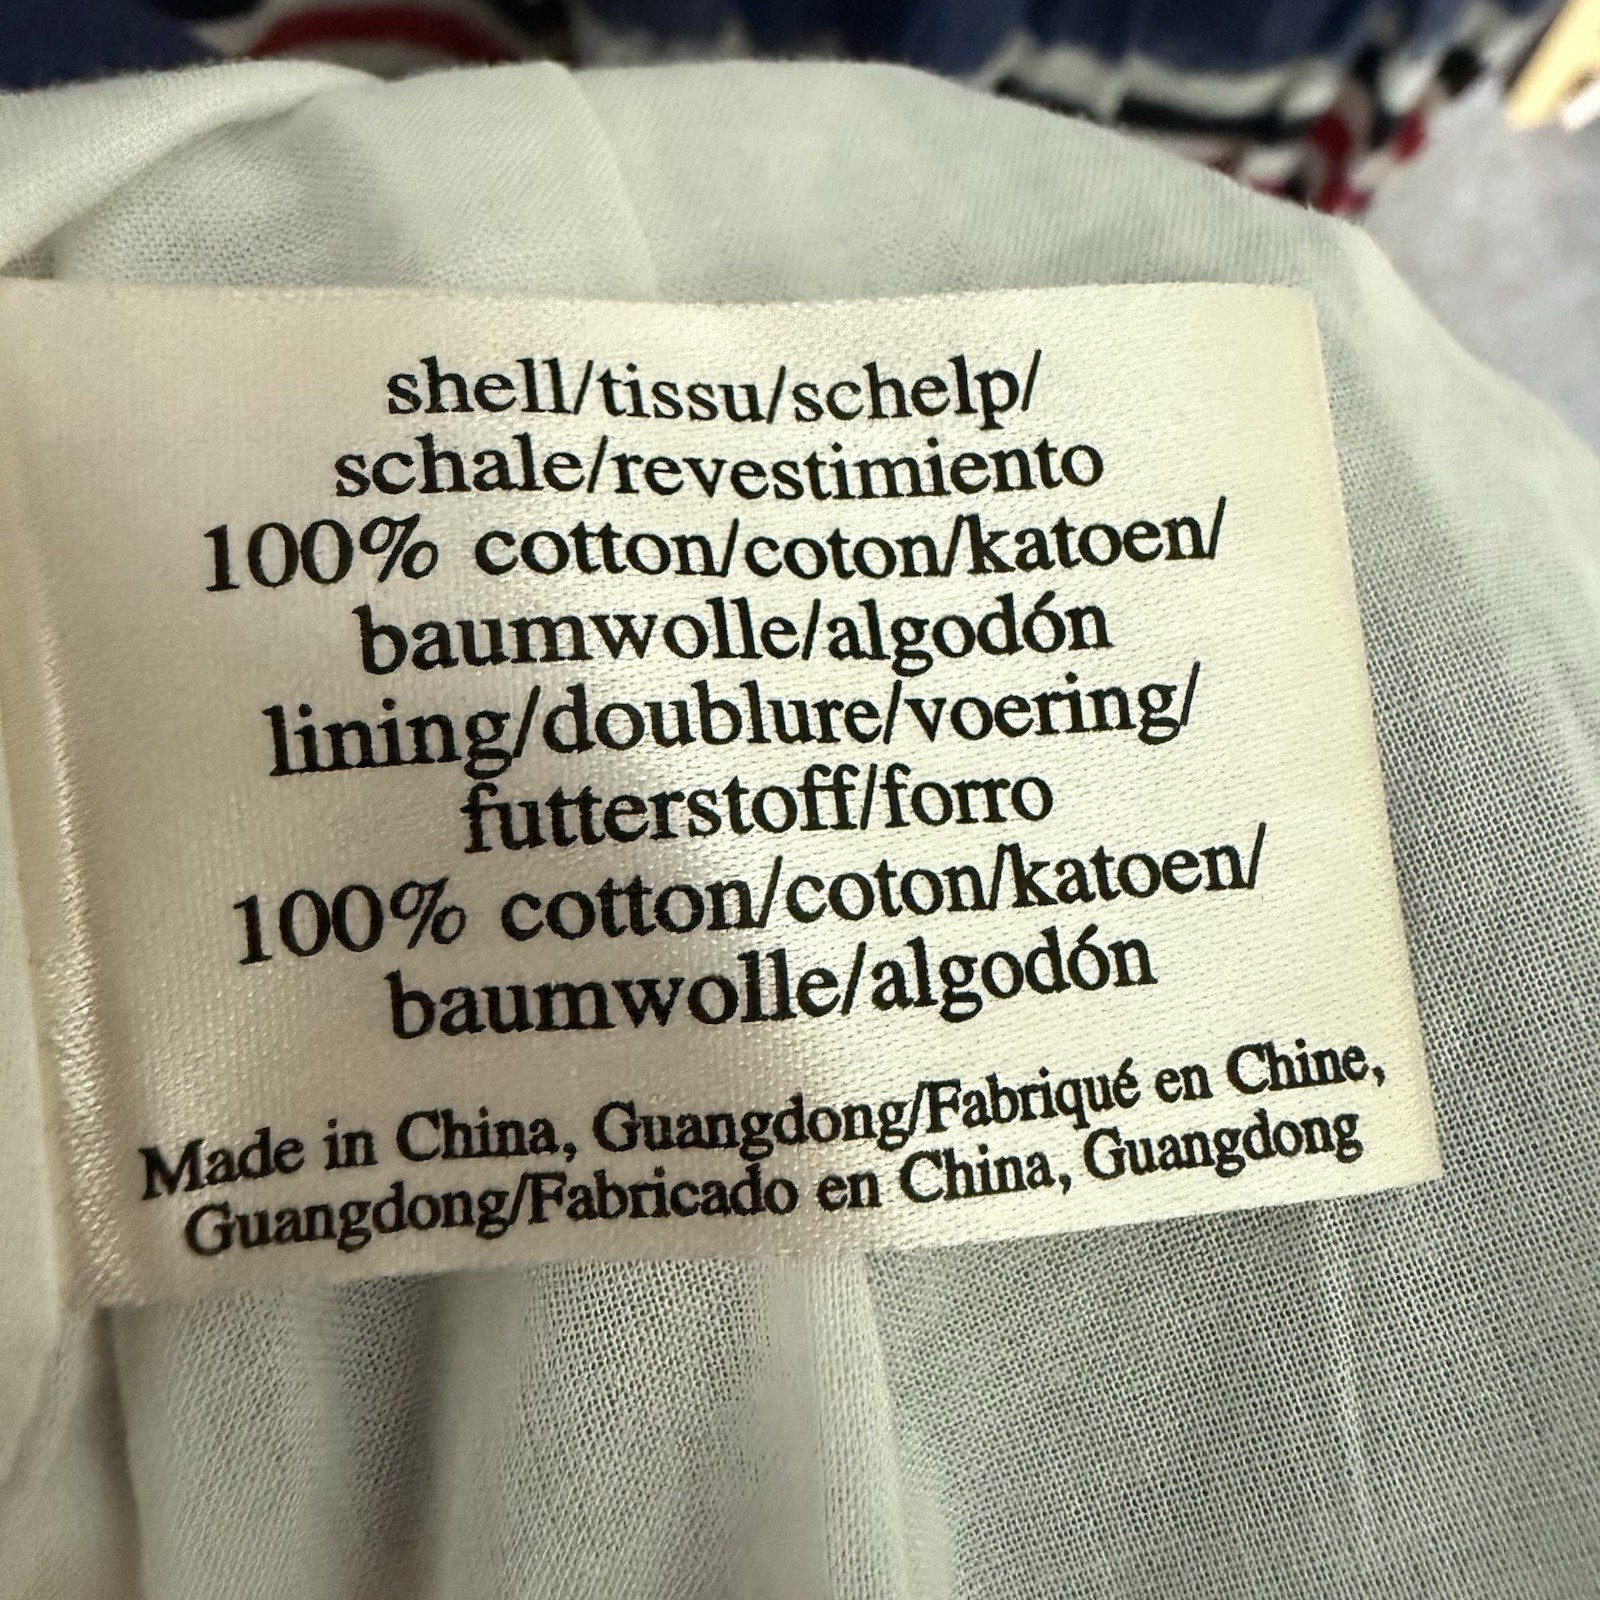 shell/tissu/schelp/
schale/revestimiento
100% cotton/coton/katoen/
baumwolle/algodón
lining/doublure/voering/
futterstoff/forro
100% cotton/coton/katoen/
baumwolle/algodón
Made in China, Guangdong/Fabriqué en Chine,
Guangdong/Fabricado en China, Guangdong